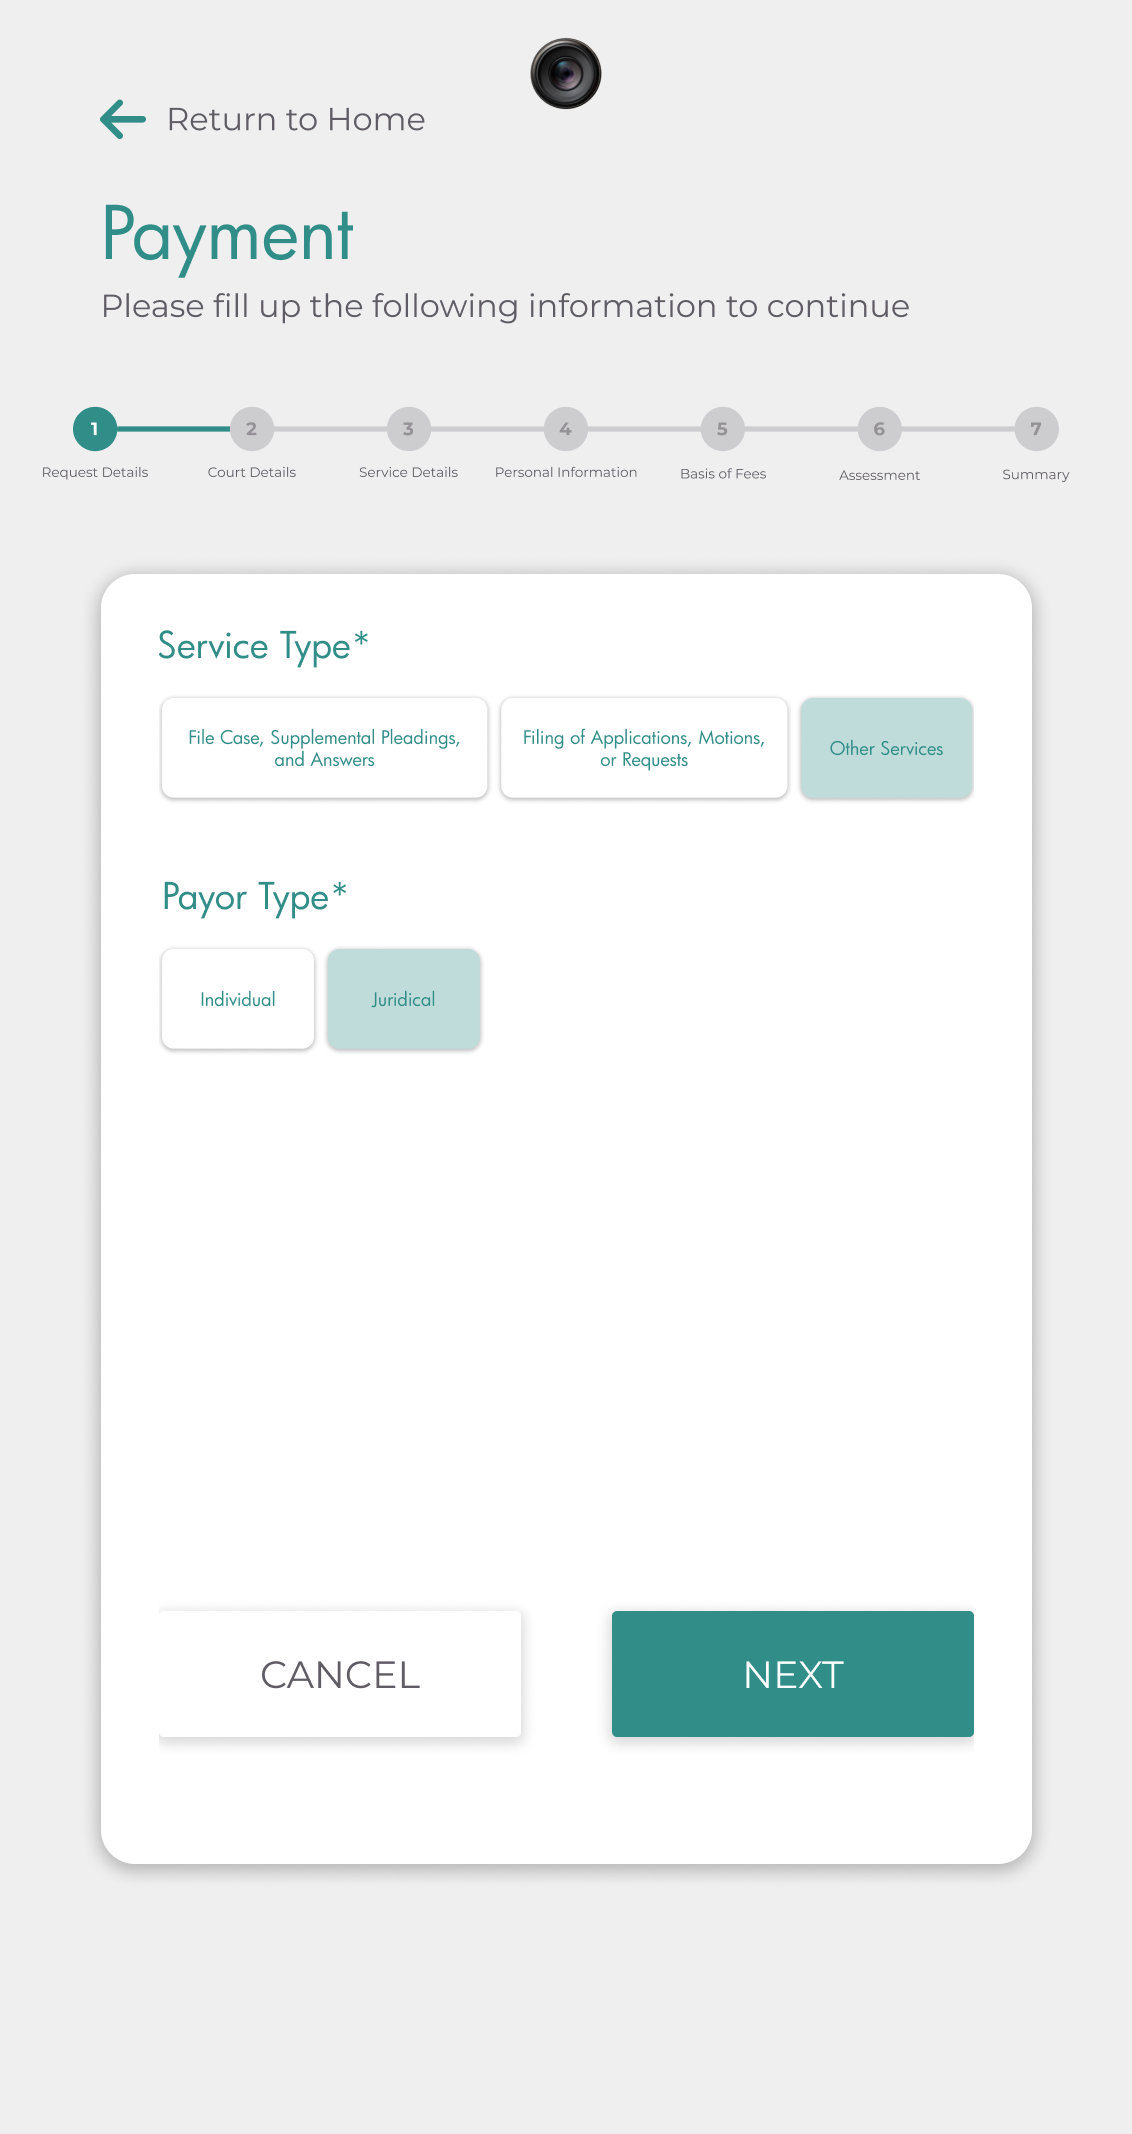 Return to Home
Payment
Please fill up the following information to continue
1 2 3 4 5 6 7
Request Details Court Details Service Details Personal Information Basis of Fees Assessment Summary
Service Type*
File Case, Supplemental Pleadings,
and Answers
Filing of Applications, Motions,
or Requests
Other Services
Payor Type*
Individual
Juridical
CANCEL
NEXT